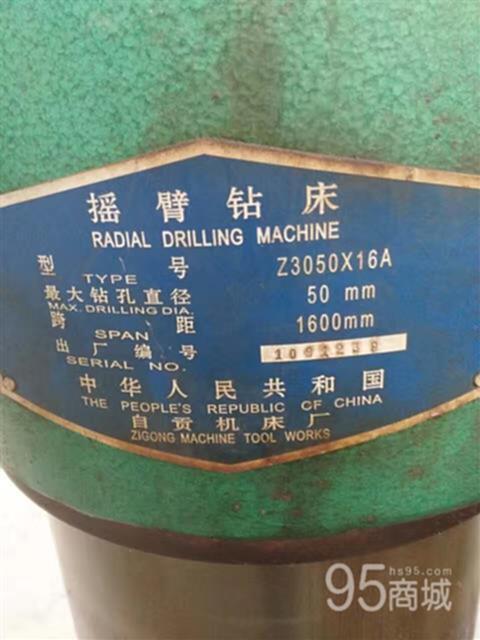 摇臂钻床
RADIAL DRILLING MACHINE
型号 Z3050X16A
TYPE
最大钻孔直径 50 mm
MAX. DRILLING DIA.
跨距 1600mm
SPAN
出厂编号
SERIAL NO.
中华人民共和国
THE PEOPLE'S REPUBLIC OF CHINA
自贡机床厂
ZIGONG MACHINE TOOL WORKS
hs95.com
95商城